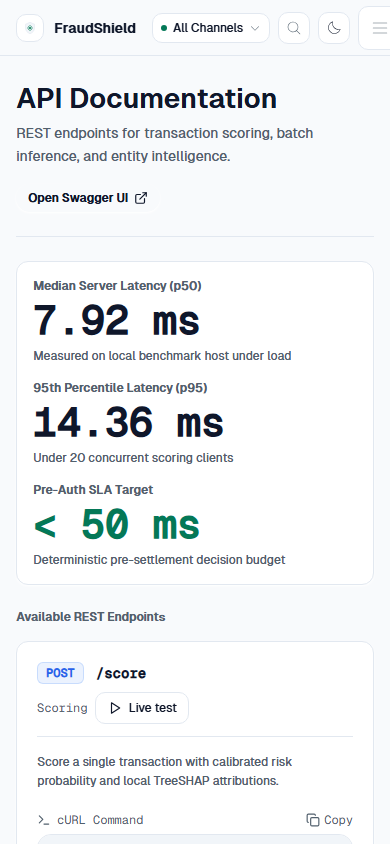 FraudShield
All Channels
API Documentation
REST endpoints for transaction scoring, batch
inference, and entity intelligence.
Open Swagger UI
Median Server Latency (p50)
7.92 ms
Measured on local benchmark host under load
95th Percentile Latency (p95)
14.36 ms
Under 20 concurrent scoring clients
Pre-Auth SLA Target
< 50 ms
Deterministic pre-settlement decision budget
Available REST Endpoints
POST /score
Scoring Live test
Score a single transaction with calibrated risk
probability and local TreeSHAP attributions.
cURL Command Copy